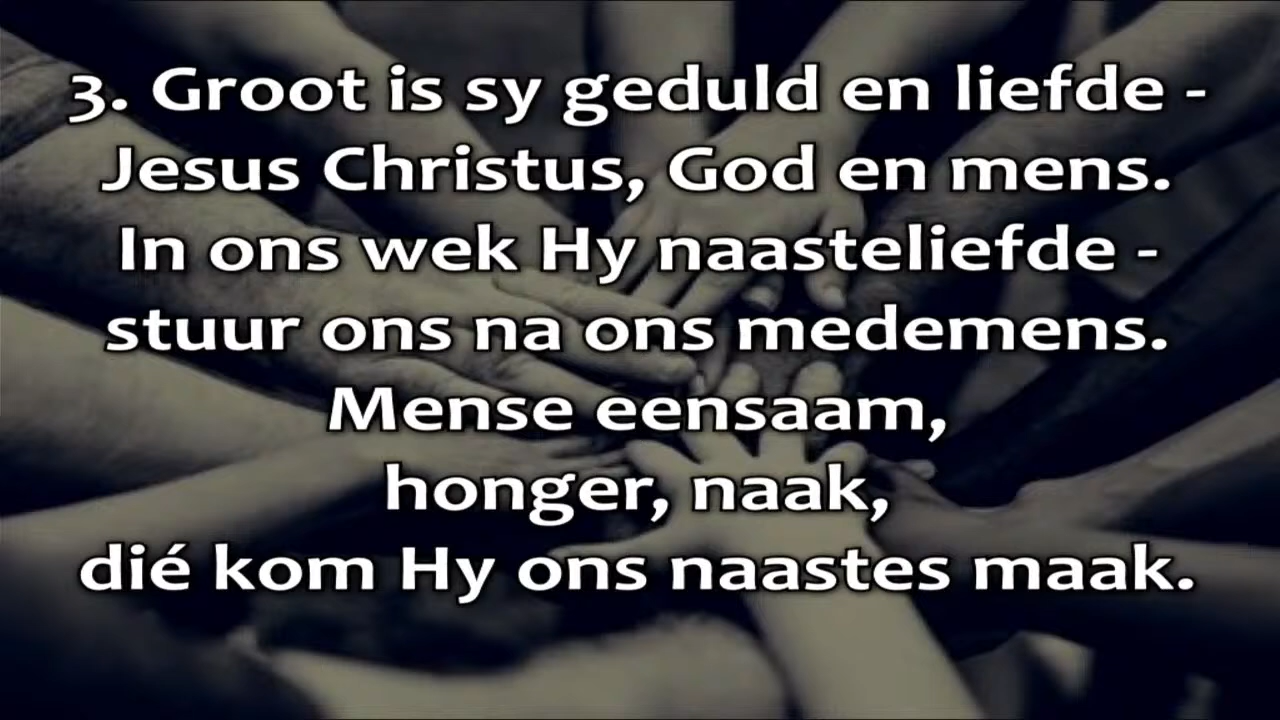 3. Groot is sy geduld en liefde -
Jesus Christus, God en mens.
In ons wek Hy naasteliefde -
stuur ons na ons medemens.
Mense eensaam,
honger, naak,
dié kom Hy ons naastes maak.